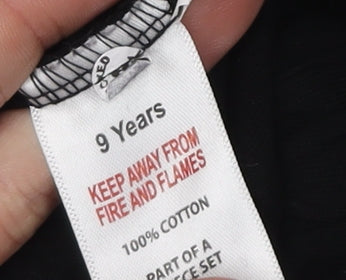 9 Years
KEEP AWAY FROM
FIRE AND FLAMES
100% COTTON
PART OF A
SET